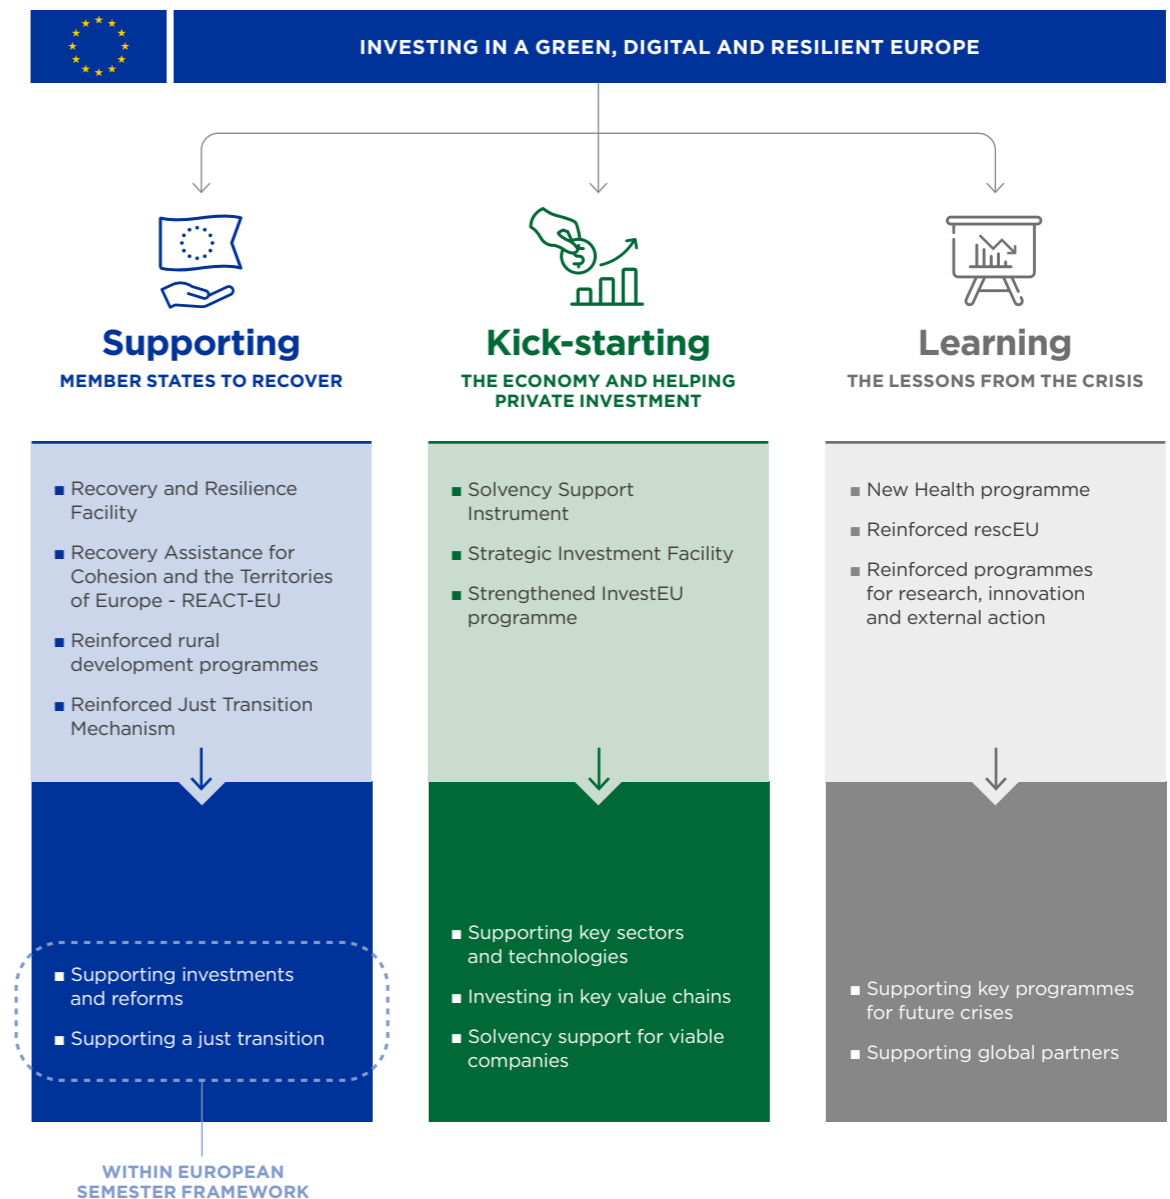 INVESTING IN A GREEN, DIGITAL AND RESILIENT EUROPE
Supporting
MEMBER STATES TO RECOVER
■ Recovery and Resilience
Facility
■ Recovery Assistance for
Cohesion and the Territories
of Europe - REACT-EU
■ Reinforced rural
development programmes
■ Reinforced Just Transition
Mechanism
■ Supporting investments
and reforms
■ Supporting a just transition
WITHIN EUROPEAN
SEMESTER FRAMEWORK
Kick-starting
THE ECONOMY AND HELPING
PRIVATE INVESTMENT
$
■ Solvency Support
Instrument
■ Strategic Investment Facility
■ Strengthened InvestEU
programme
■ Supporting key sectors
and technologies
■ Investing in key value chains
■ Solvency support for viable
companies
Learning
THE LESSONS FROM THE CRISIS
■ New Health programme
■ Reinforced rescEU
■ Reinforced programmes
for research, innovation
and external action
■ Supporting key programmes
for future crises
■ Supporting global partners